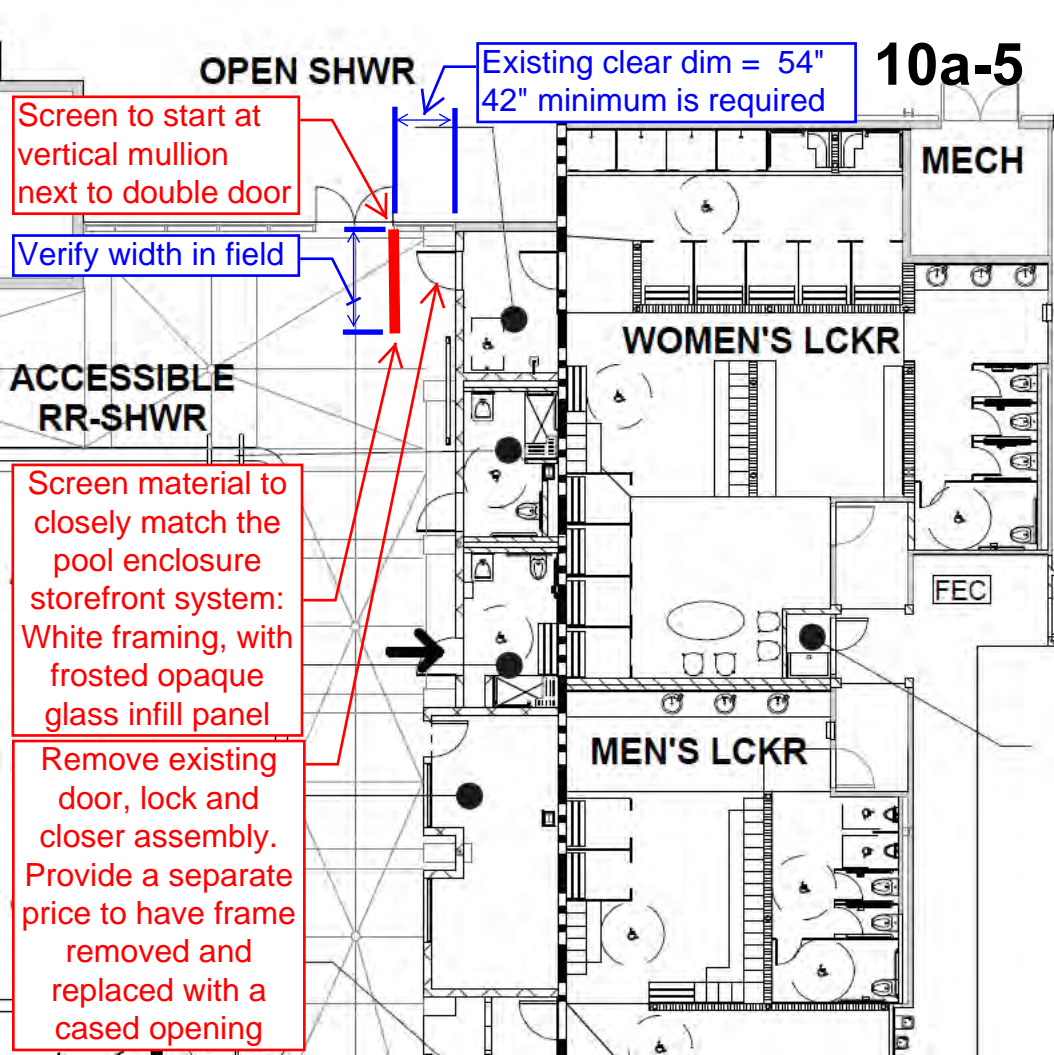 10a-5
OPEN SHWR
Existing clear dim = 54"
42" minimum is required
Screen to start at
vertical mullion
next to double door
MECH
Verify width in field
WOMEN'S LCKR
ACCESSIBLE
RR-SHWR
Screen material to
closely match the
pool enclosure
storefront system:
White framing, with
frosted opaque
glass infill panel
FEC
MEN'S LCKR
Remove existing
door, lock and
closer assembly.
Provide a separate
price to have frame
removed and
replaced with a
cased opening